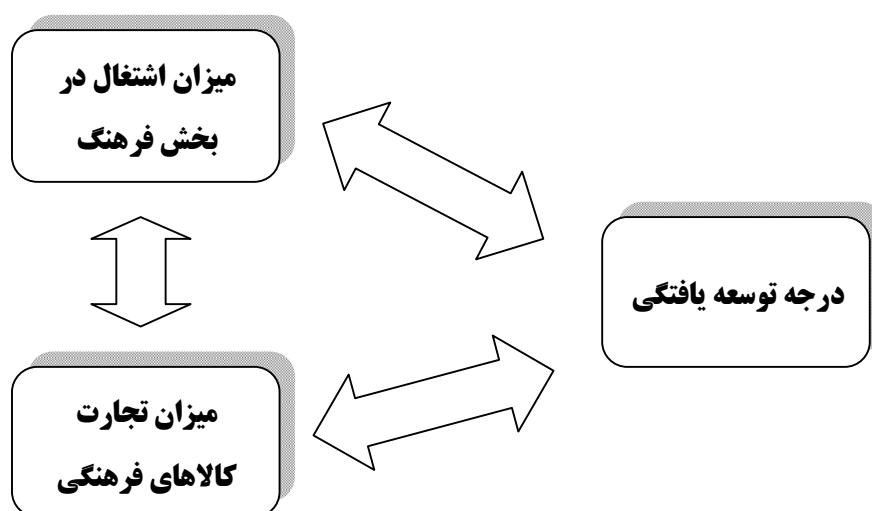 میزان اشتغال در
بخش فرهنگ
درجه توسعه یافتگی
میزان تجارت
کالاهای فرهنگی